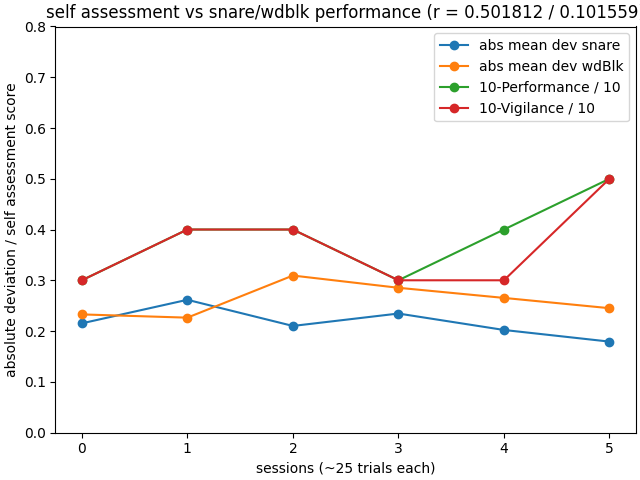 self assessment vs snare/wdblk performance (r = 0.501812 / 0.101559
abs mean dev snare
abs mean dev wdBlk
10-Performance / 10
10-Vigilance / 10
absolute deviation / self assessment score
0.8
0.7
0.6
0.5
0.4
0.3
0.2
0.1
0.0
0 1 2 3 4 5
sessions (~25 trials each)